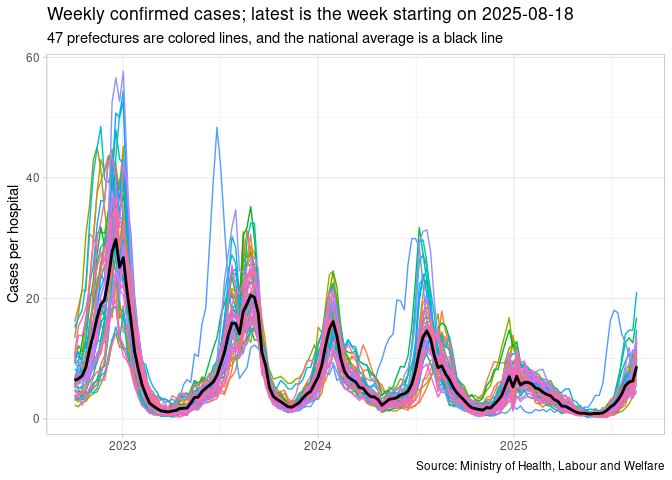 Weekly confirmed cases; latest is the week starting on 2025-08-18
47 prefectures are colored lines, and the national average is a black line
Cases per hospital
60
40
20
0
2023
2024
2025
Source: Ministry of Health, Labour and Welfare